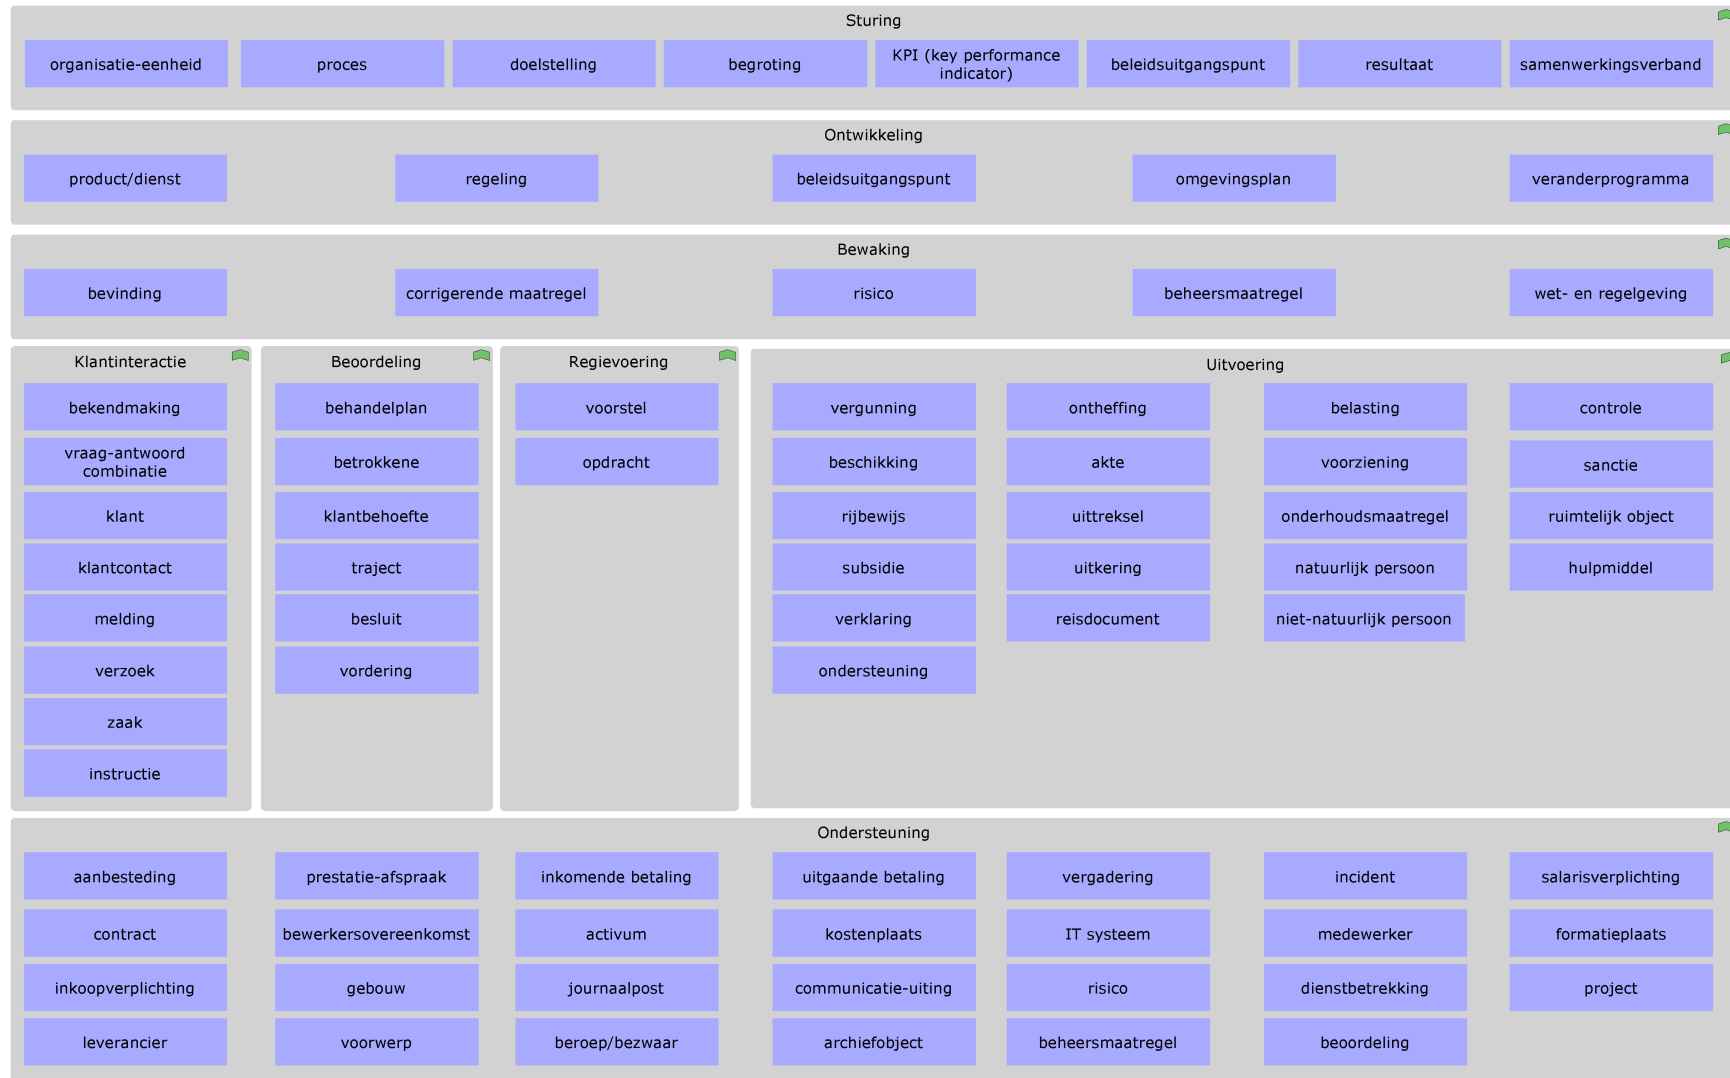 Sturing
organisatie-eenheid
proces
doelstelling
begroting
KPI (key performance
indicator)
beleidsuitgangspunt
resultaat
samenwerkingsverband
Ontwikkeling
product/dienst
regeling
beleidsuitgangspunt
omgevingsplan
veranderprogramma
Bewaking
bevinding
corrigerende maatregel
risico
beheersmaatregel
wet- en regelgeving
Klantinteractie
bekendmaking
vraag-antwoord
combinatie
klant
klantcontact
melding
verzoek
zaak
instructie
Beoordeling
behandelplan
betrokkene
klantbehoefte
traject
besluit
vordering
Regievoering
voorstel
opdracht
Uitvoering
vergunning
ontheffing
belasting
controle
beschikking
akte
voorziening
sanctie
rijbewijs
uittreksel
onderhoudsmaatregel
ruimtelijk object
subsidie
uitkering
natuurlijk persoon
hulpmiddel
verklaring
reisdocument
niet-natuurlijk persoon
ondersteuning
Ondersteuning
aanbesteding
prestatie-afspraak
inkomende betaling
uitgaande betaling
vergadering
incident
salarisverplichting
contract
bewerkersovereenkomst
activum
kostenplaats
IT systeem
medewerker
formatieplaats
inkoopverplichting
gebouw
journaalpost
communicatie-uiting
risico
dienstbetrekking
project
leverancier
voorwerp
beroep/bezwaar
archiefobject
beheersmaatregel
beoordeling